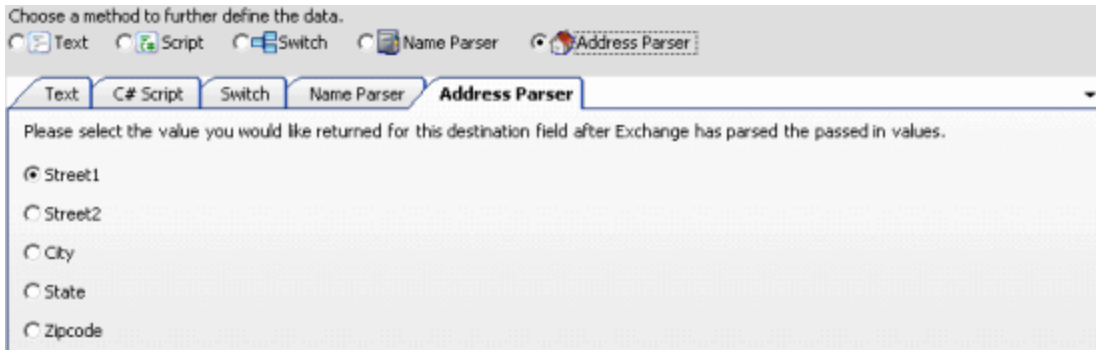 Choose a method to further define the data.
Text Script Switch Name Parser Address Parser
Text C# Script Switch Name Parser Address Parser
Please select the value you would like returned for this destination field after Exchange has parsed the passed in values.
Street1
Street2
City
State
Zipcode